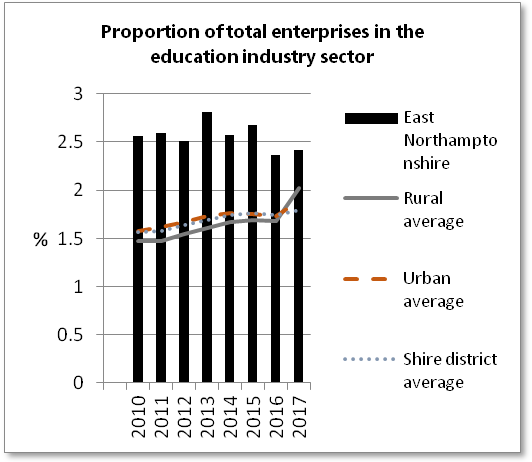 Proportion of total enterprises in the
education industry sector
3
2.5
2
1.5
1
0.5
0
%
2010
2011
2012
2013
2014
2015
2016
2017
East
Northampto
nshire
Rural
average
Urban
average
Shire district
average